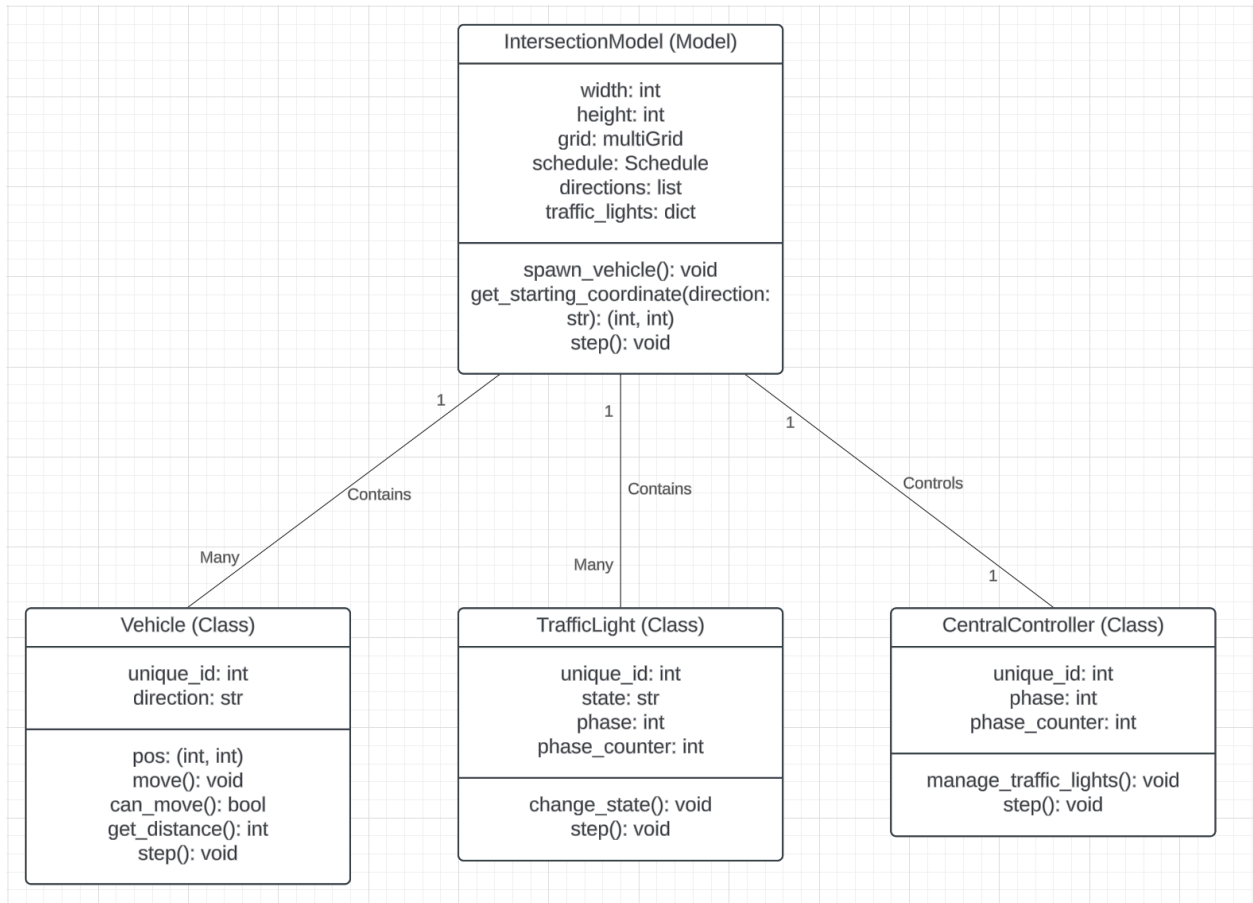 IntersectionModel (Model)
width: int
height: int
grid: multiGrid
schedule: Schedule
directions: list
traffic_lights: dict
spawn_vehicle(): void
get_starting_coordinate(direction:
str): (int, int)
step(): void
1
1
1
Contains
Contains
Controls
Many
Many
1
Vehicle (Class)
unique_id: int
direction: str
pos: (int, int)
move(): void
can_move(): bool
get_distance(): int
step(): void
TrafficLight (Class)
unique_id: int
state: str
phase: int
phase_counter: int
change_state(): void
step(): void
CentralController (Class)
unique_id: int
phase: int
phase_counter: int
manage_traffic_lights(): void
step(): void